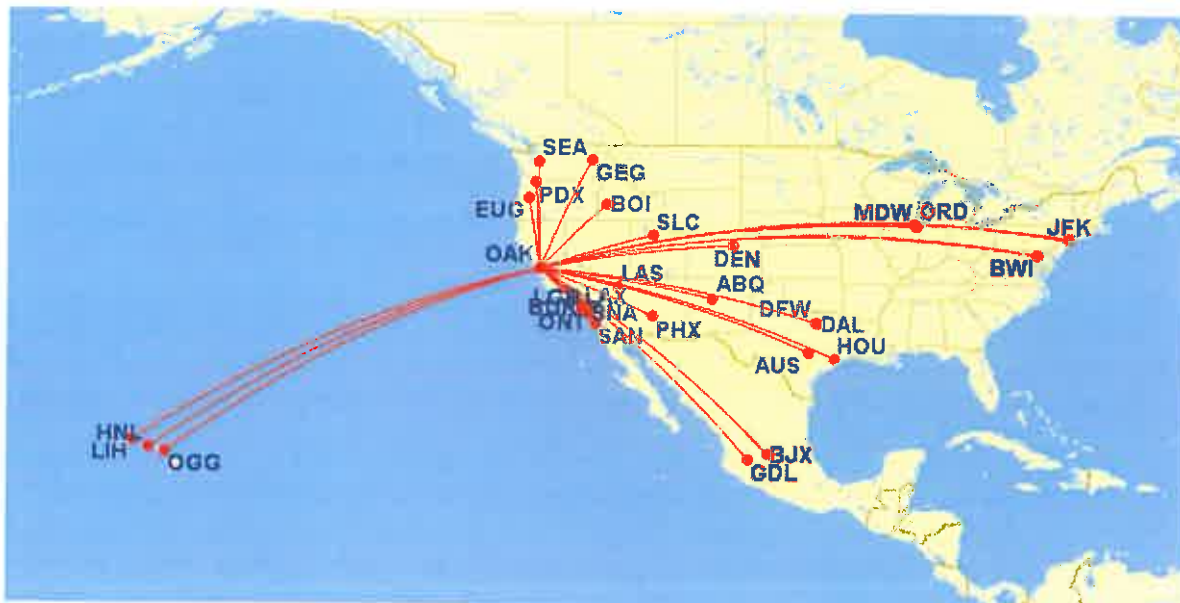 SEA
GEG
PDX
EUG
BOI
SLC
MDW ORD
JFK
OAK
DEN
BWI
LAS
ABQ
LAX
SNA
DFW
DAL
ONT
SAN
PHX
HOU
AUS
HNL
LIH
OGG
BJX
GDL